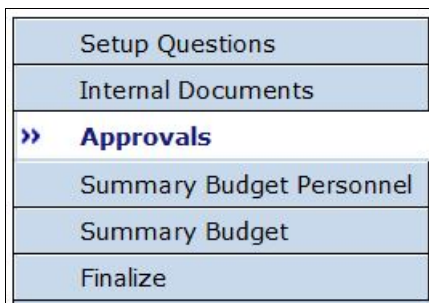 Setup Questions
Internal Documents
» Approvals
Summary Budget Personnel
Summary Budget
Finalize